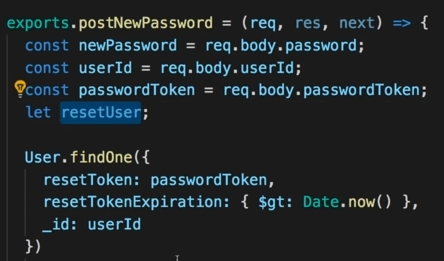 exports.postNewPassword = (req, res, next) => {
const newPassword = req.body.password;
const userId = req.body.userId;
const passwordToken = req.body.passwordToken;
let resetUser;
User.findOne({
resetToken: passwordToken,
resetTokenExpiration: { $gt: Date.now() },
_id: userId
})